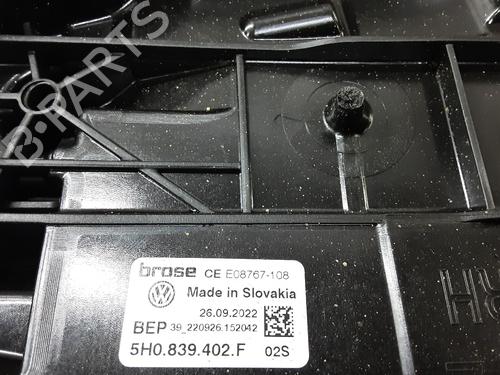 B-PARTS
brose CE E08767-108
Made in Slovakia
26.09.2022
BEP 39_220926.152042
5H0.839.402.F 02S